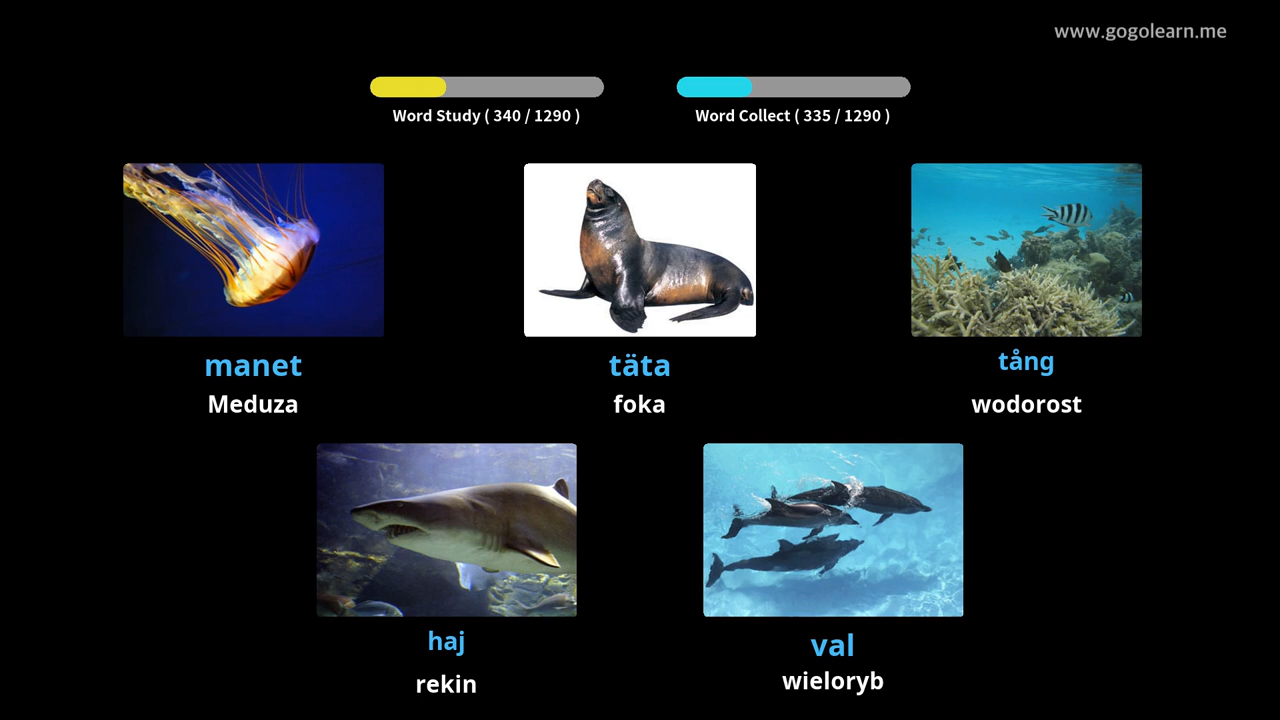 www.gogolearn.me
Word Study ( 340 / 1290 )
Word Collect ( 335 / 1290 )
manet
Meduza
täta
foka
tång
wodorost
haj
rekin
val
wieloryb